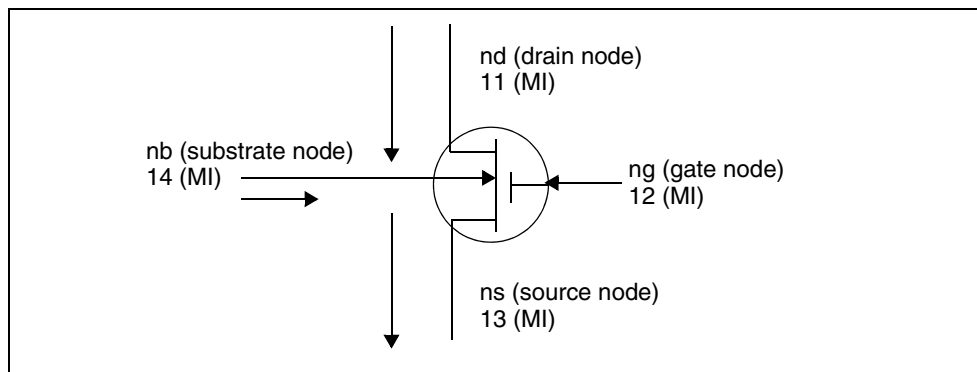 nd (drain node)
11 (MI)
nb (substrate node)
14 (MI)
ng (gate node)
12 (MI)
ns (source node)
13 (MI)